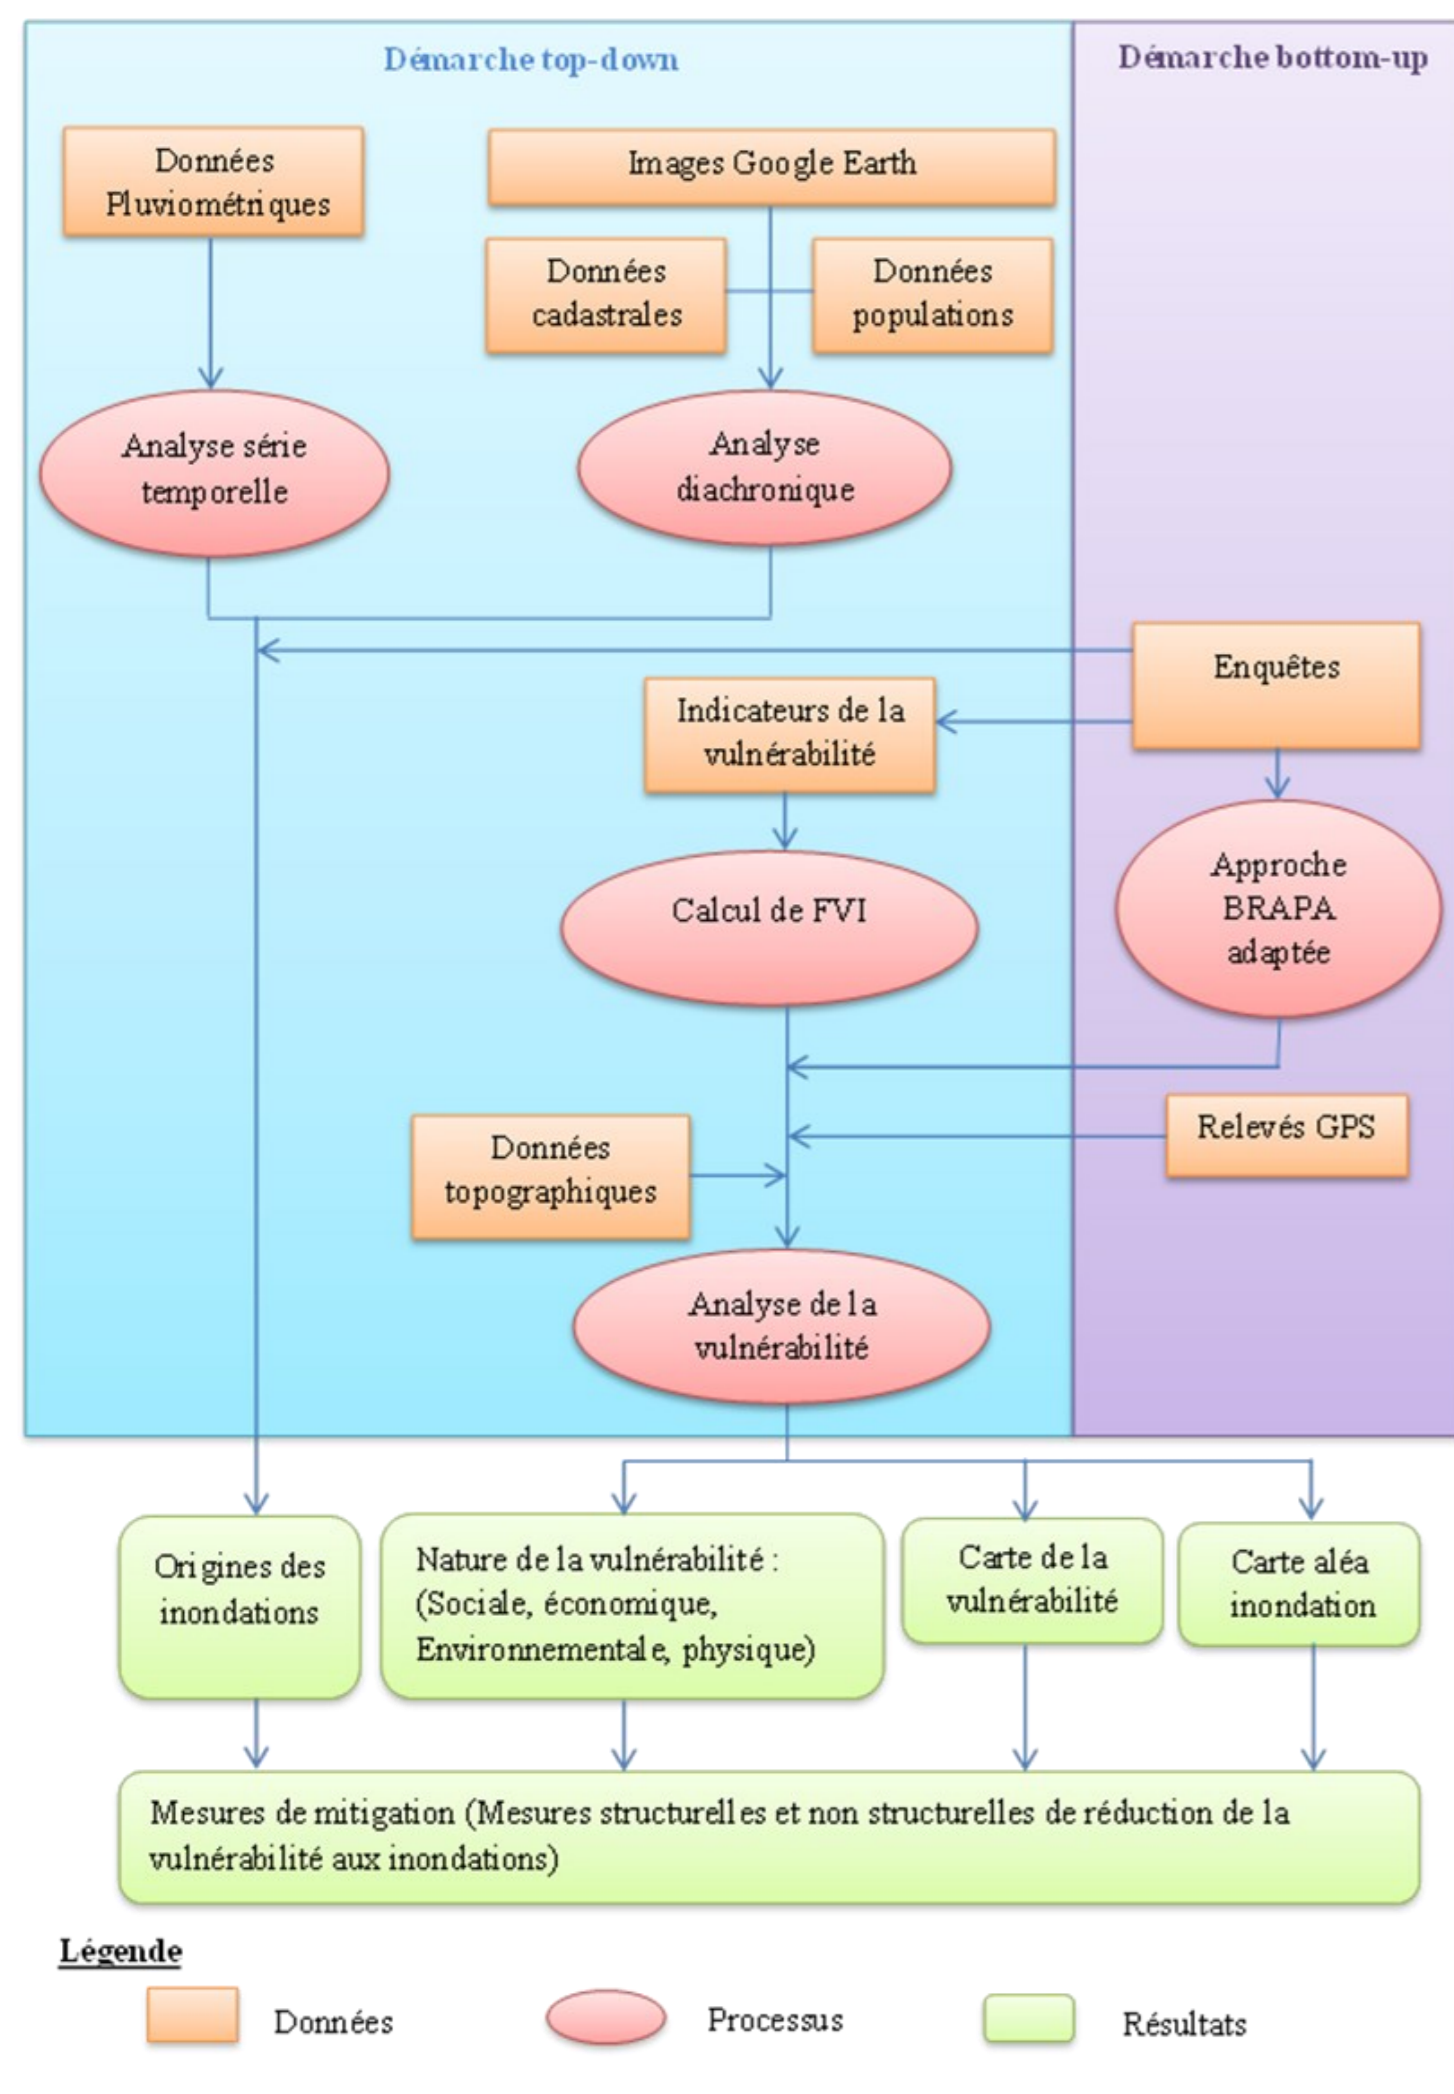 Démarche top-down
Démarche bottom-up
Données
Pluviométriques
Images Google Earth
Données
cadastrales
Données
populations
Analyse série
temporelle
Analyse
diachronique
Enquêtes
Indicateurs de la
vulnérabilité
Approche
BRAPA
adaptée
Calcul de FVI
Relevés GPS
Données
topographiques
Analyse de la
vulnérabilité
Origines des
inondations
Nature de la vulnérabilité :
(Sociale, économique,
Environnementale, physique)
Carte de la
vulnérabilité
Carte aléa
inondation
Mesures de mitigation (Mesures structurelles et non structurelles de réduction de la
vulnérabilité aux inondations)
Légende
Données
Processus
Résultats